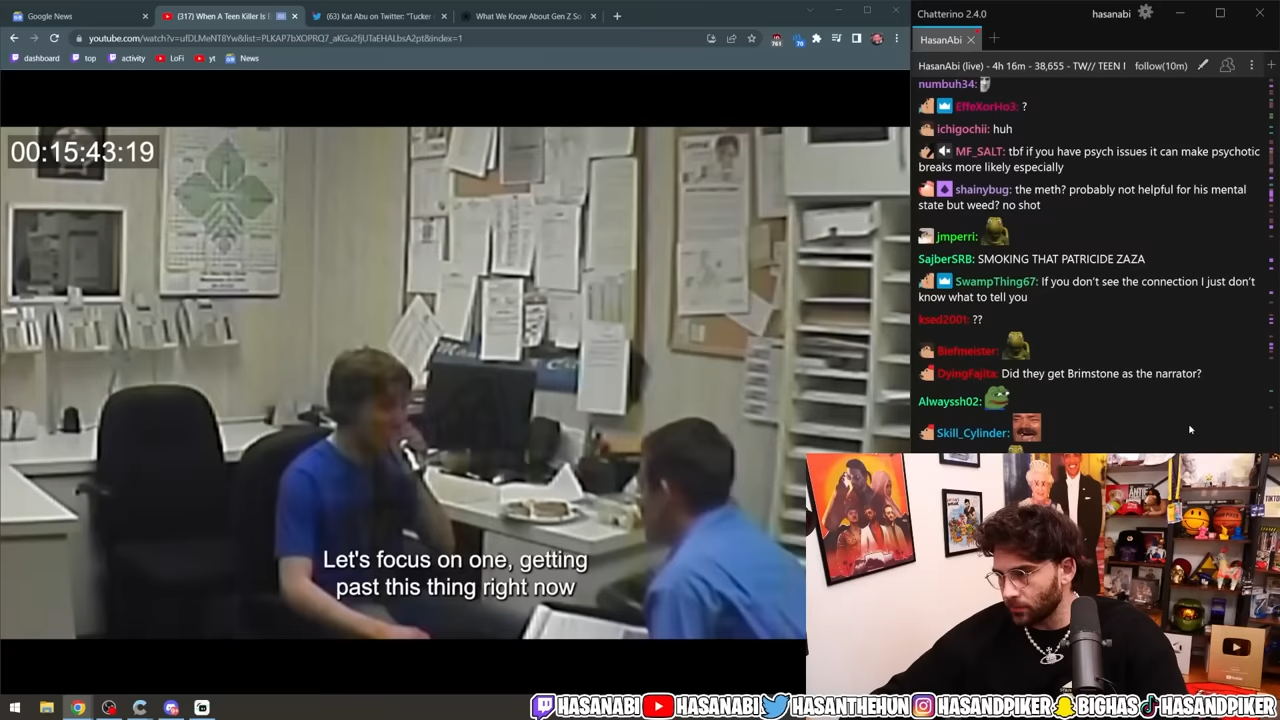 Google News
(317) When A Teen Killer Is
(63) Kat Abu on Twitter: "Tucker
What We Know About Gen Z So
youtube.com/watch?v=ufDLMeNT8Yw&list=PLKAP7bXOPRQ7_aKGu2fjUTaEHALbsA2pt&index=1
761
70
dashboard
top
activity
LoFi
yt
News
00:15:43:19
Let's focus on one, getting
past this thing right now
Chatterino 2.4.0
hasanabi
HasanAbi
HasanAbi (live) - 4h 16m - 38,655 - TW// TEEN I
follow(10m)
numbuh34:
EffeXorHo3: ?
ichigochii: huh
MF_SALT: tbf if you have psych issues it can make psychotic
breaks more likely especially
shainybug: the meth? probably not helpful for his mental
state but weed? no shot
jmperri:
SajberSRB: SMOKING THAT PATRICIDE ZAZA
SwampThing67: If you don't see the connection I just don't
know what to tell you
ksed2001: ??
Biefmeister:
DyingFajita: Did they get Brimstone as the narrator?
Alwayssh02:
Skill_Cylinder:
HASANABI
HASANABI
HASANTHEHUN
HASANDPIKER
BIGHAS
HASANDPIKER